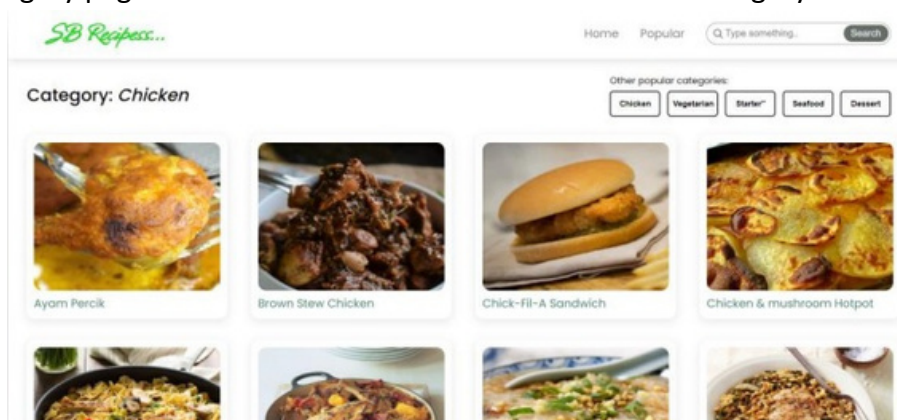 SB Recipess...
Home Popular Type something.. Search
Category: Chicken
Other popular categories:
Chicken Vegetarian Starter" Seafood Dessert
Ayam Percik
Brown Stew Chicken
Chick-Fil-A Sandwich
Chicken & mushroom Hotpot